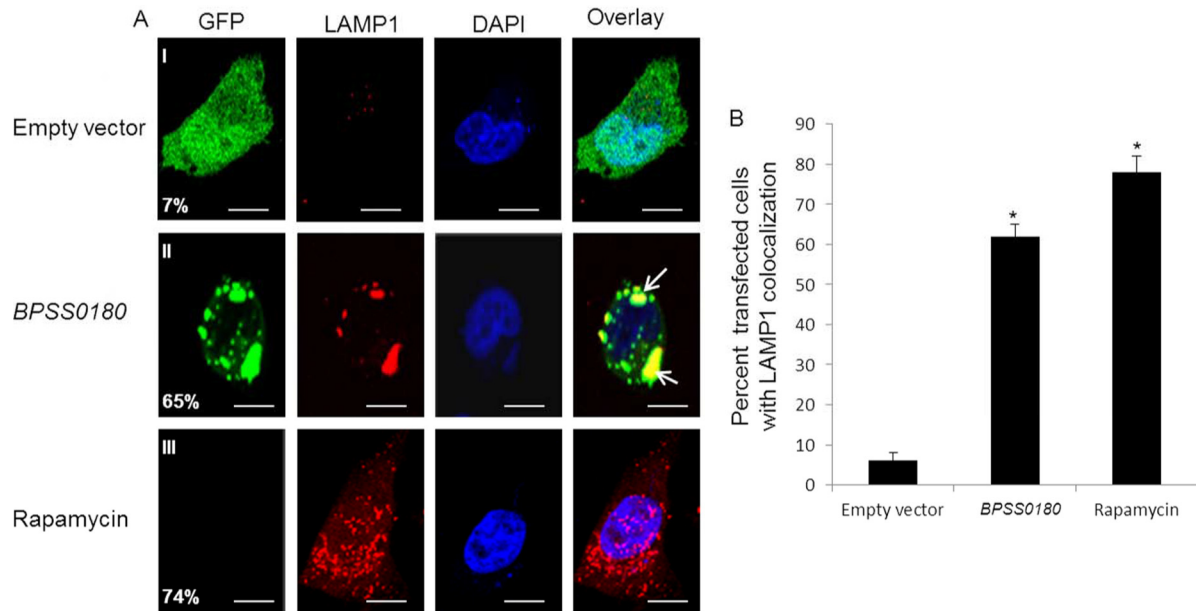 A
GFP
LAMP1
DAPI
Overlay
Empty vector
I
7%
BPSS0180
II
65%
Rapamycin
III
74%
B
Percent transfected cells
with LAMP1 colocalization
90
80
70
60
50
40
30
20
10
0
*
*
Empty vector
BPSS0180
Rapamycin